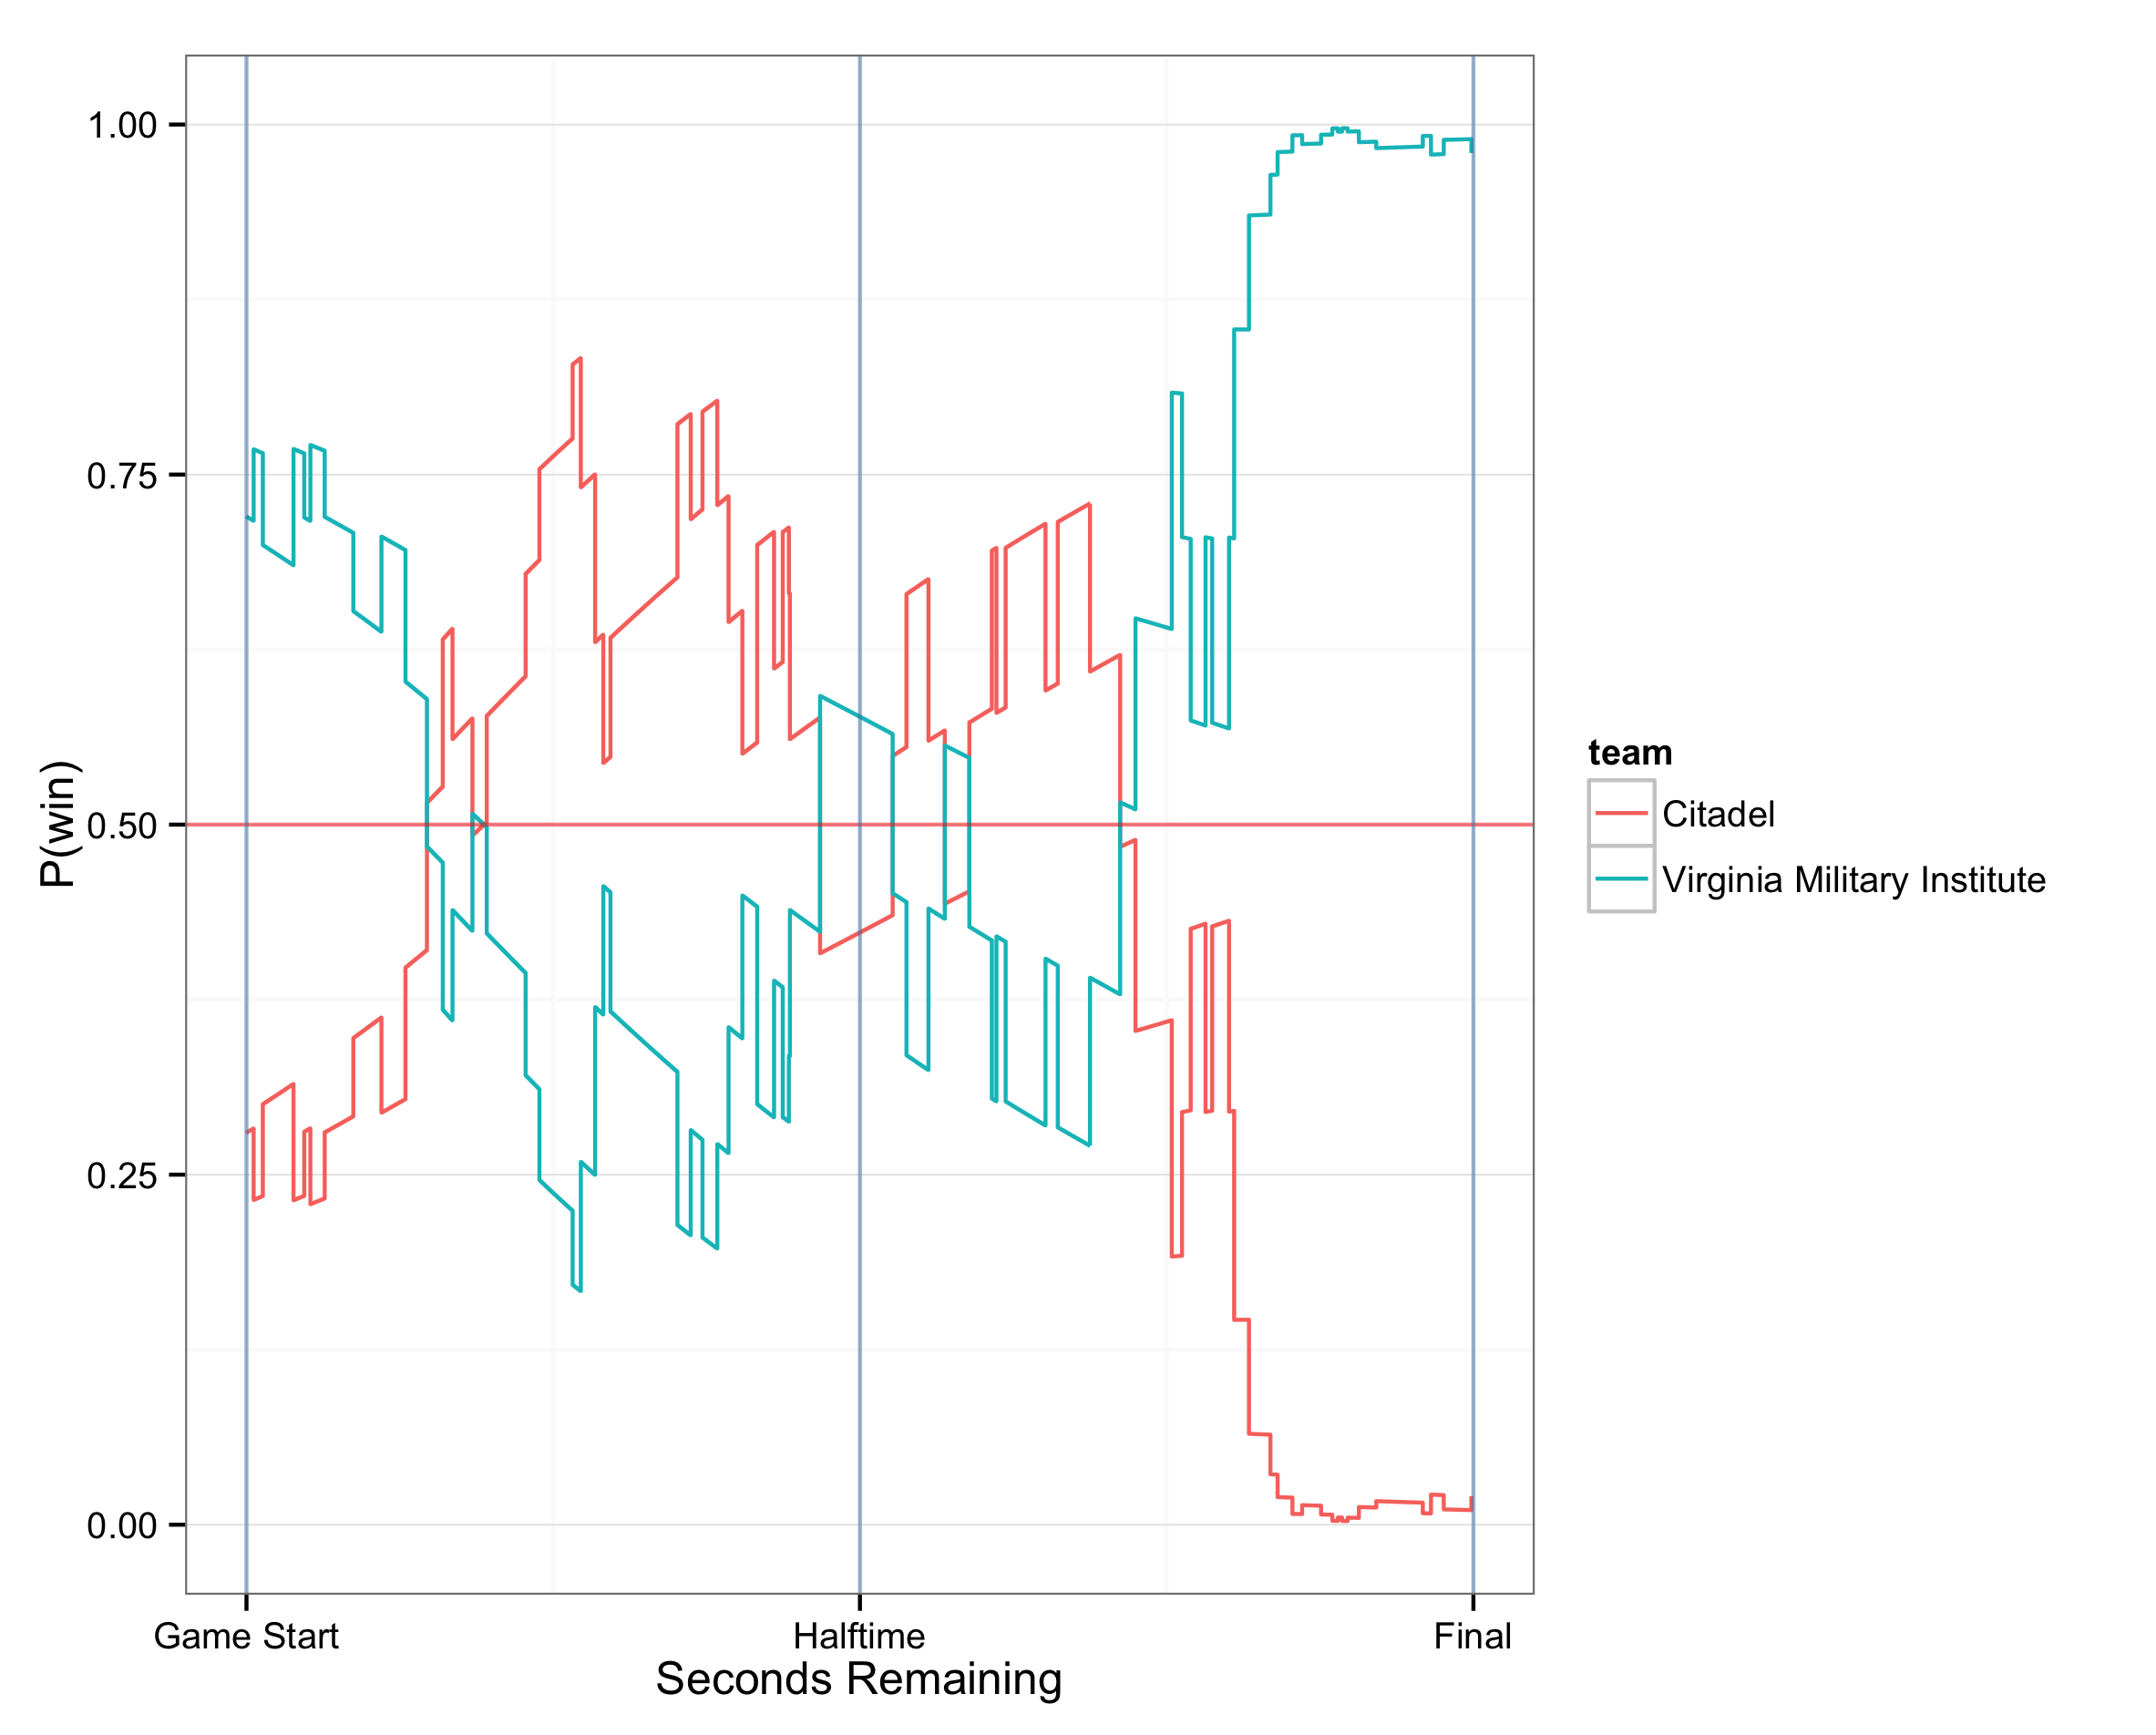 P(win)
1.00
0.75
0.50
0.25
0.00
Game Start
Halftime
Final
Seconds Remaining
team
Citadel
Virginia Military Institute